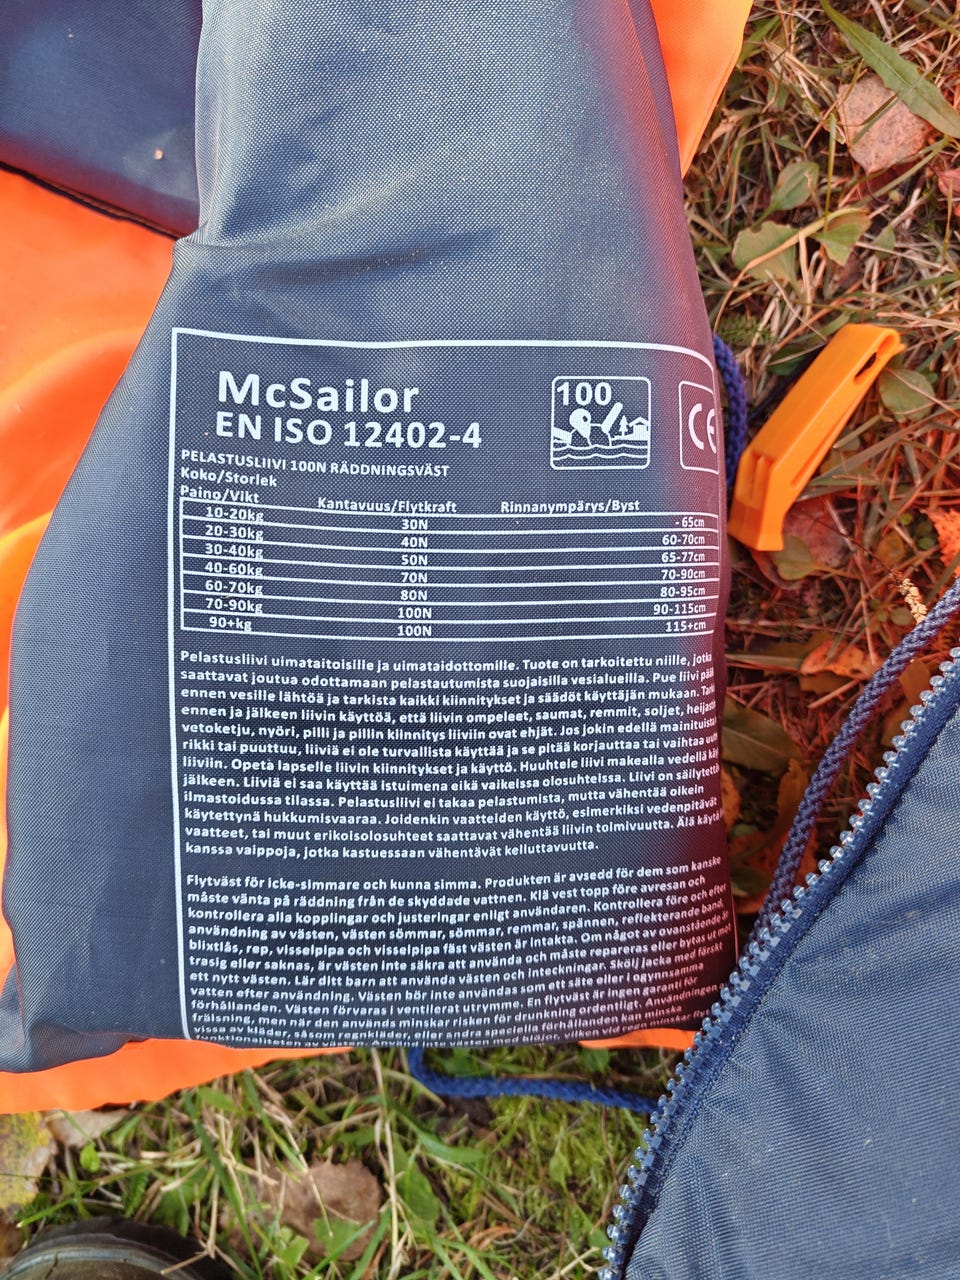 McSailor
EN ISO 12402-4
100
CE
PELASTUSLIIVI 100N RÄDDNINGSVÄST
Koko/Storlek
Paino/Vikt Kantavuus/Flytkraft Rinnanympärys/Byst
10-20kg 30N - 65cm
20-30kg 40N 60-70cm
30-40kg 50N 65-77cm
40-60kg 70N 70-90cm
60-70kg 80N 80-95cm
70-90kg 100N 90-115cm
90+kg 100N 115+cm
Pelastusliivi uimataitoisille ja uimataidottomille. Tuote on tarkoitettu niille, jotka
saattavat joutua odottamaan pelastautumista suojaisilla vesialueilla. Pue liivi
ennen vesille lähtöä ja tarkista kaikki kiinnitykset ja säädöt käyttäjän mukaan.
ennen ja jälkeen liivin käyttöä, että liivin ompeleet, saumat, remmit, soljet,
vetoketju, nyöri, pilli ja pillin kiinnitys liiviin ovat ehjät. Jos jokin edellä
rikki tai puuttuu, liiviä ei ole turvallista käyttää ja se pitää korjauttaa tai vaihtaa
liiviin. Opeta lapselle liivin kiinnitykset ja käyttö. Huuhtele liivi makealla vedellä
jälkeen. Liiviä ei saa käyttää istuimena eikä vaikeissa olosuhteissa. Liivi on
ilmastoidussa tilassa. Pelastusliivi ei takaa pelastumista, mutta vähentää oikein
käytettynä hukkumisvaaraa. Joidenkin vaatteiden käyttö, esimerkiksi vedenpitävät
vaatteet, tai muut erikoisolosuhteet saattavat vähentää liivin toimivuutta. Älä
kanssa vaippoja, jotka kastuessaan vähentävät kelluttavuutta.
Flytväst för icke-simmare och kunna simma. Produkten är avsedd för dem som kanske
måste vänta på räddning från de skyddade vattnen. Klä vest topp före avresan och
kontrollera alla kopplingar och justeringar enligt användaren. Kontrollera före och efter
användning av väst, västen sömmar, sömmar, remmar, spännen, reflekterande band,
blixtlås, rep, visselpipa och visselpipa fäst västen är intakta. Om något av ovanstående är
trasig eller saknas, är västen inte säkra att använda och måste repareras eller bytas ut mot
ett nytt västen. Lär ditt barn att använda västen och inteckningar. Skölj jacka med färskt
vatten efter användning. Västen bör inte användas som ett säte eller i ogynnsamma
förhållanden. Västen förvaras i ventilerat utrymme. En flytväst är ingen garanti för
frälsning, men när den används minskar risken för drunkning ordentligt. Användningen
vissa av kläder, såsom regnkläder, eller andra speciella förhållanden kan minska